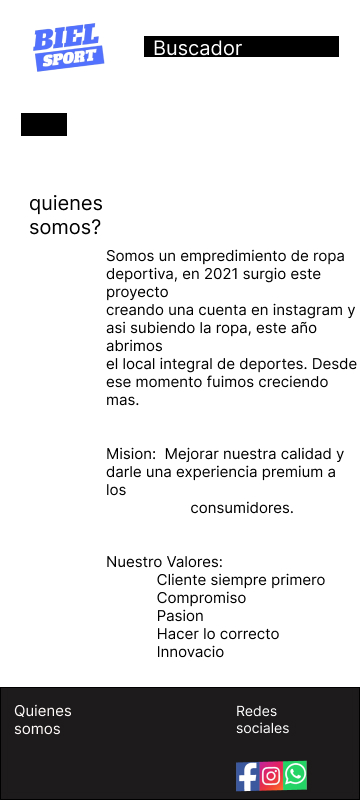 BIEL
SPORT
Buscador
quienes
somos?
Somos un empredimiento de ropa
deportiva, en 2021 surgio este
proyecto
creando una cuenta en instagram y
asi subiendo la ropa, este año
abrimos
el local integral de deportes. Desde
ese momento fuimos creciendo
mas.
Mision:  Mejorar nuestra calidad y
darle una experiencia premium a
los
consumidores.
Nuestro Valores:
Cliente siempre primero
Compromiso
Pasion
Hacer lo correcto
Innovacio
Quienes
somos
Redes
sociales